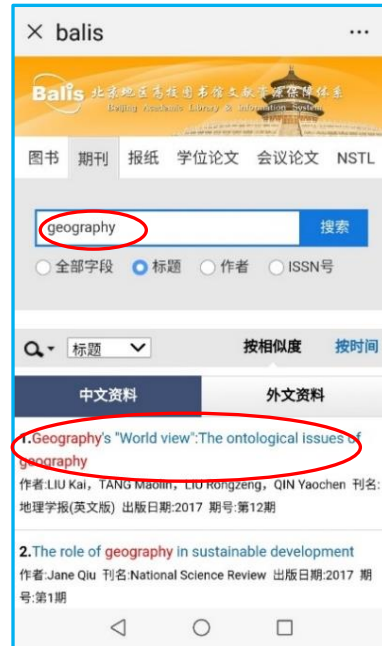 × balis ...
Balis 北京地区高校图书馆文献资源保障体系
Beijing Academic Library & Information System
图书 期刊 报纸 学位论文 会议论文 NSTL
geography 搜索
全部字段 标题 作者 ISSN号
标题 按相似度 按时间
中文资料 外文资料
1.Geography's "World view":The ontological issues of
geography
作者:LIU Kai，TANG Maolin，LIU Rongzeng，QIN Yaochen 刊名:
地理学报(英文版) 出版日期:2017 期号:第12期
2.The role of geography in sustainable development
作者:Jane Qiu 刊名:National Science Review 出版日期:2017 期
号:第1期